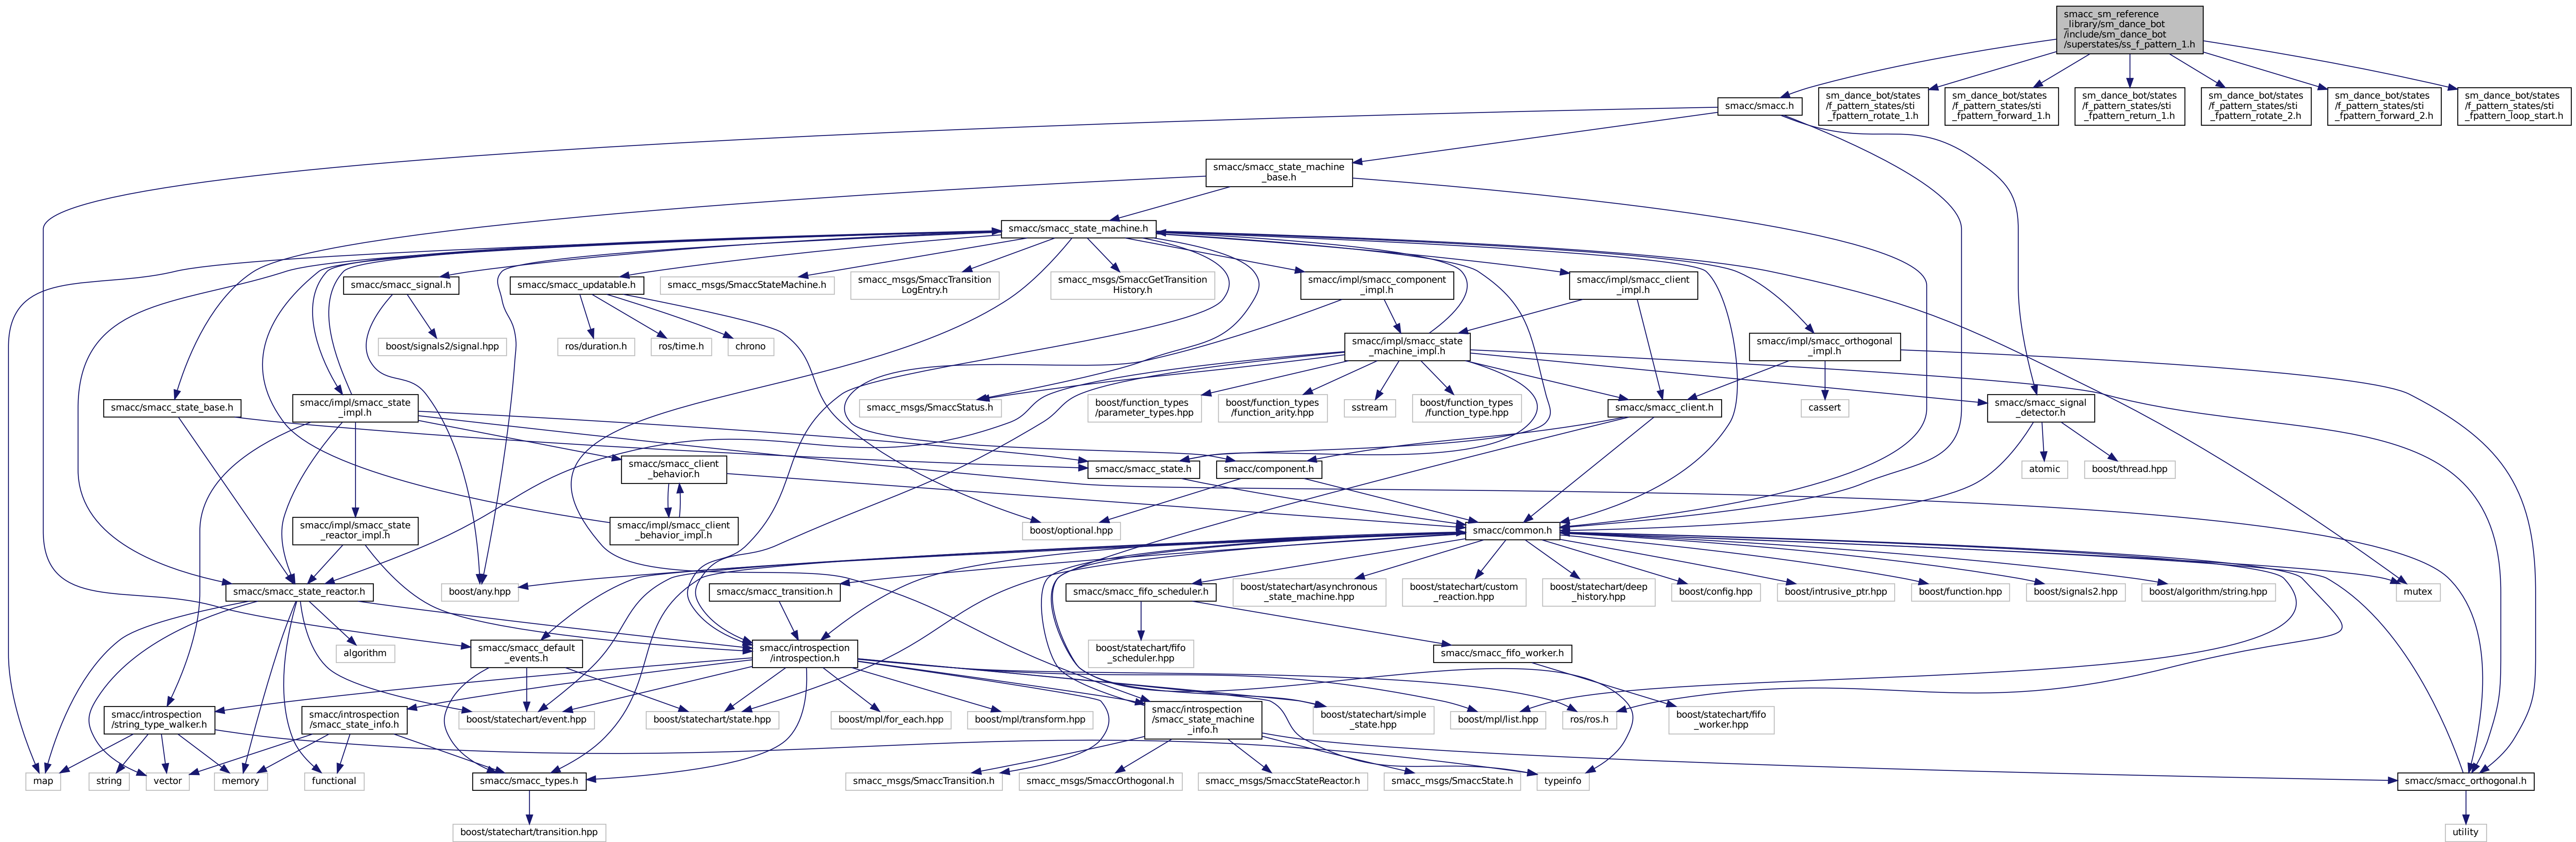 smacc_sm_reference
_library/sm_dance_bot
/include/sm_dance_bot
/superstates/ss_f_pattern_1.h
smacc/smacc.h
sm_dance_bot/states
/f_pattern_states/sti
_fpattern_rotate_1.h
sm_dance_bot/states
/f_pattern_states/sti
_fpattern_forward_1.h
sm_dance_bot/states
/f_pattern_states/sti
_fpattern_return_1.h
sm_dance_bot/states
/f_pattern_states/sti
_fpattern_rotate_2.h
sm_dance_bot/states
/f_pattern_states/sti
_fpattern_forward_2.h
sm_dance_bot/states
/f_pattern_states/sti
_fpattern_loop_start.h
smacc/smacc_state_machine
_base.h
smacc/smacc_state_machine.h
smacc/smacc_signal.h
smacc/smacc_updatable.h
smacc_msgs/SmaccStateMachine.h
smacc_msgs/SmaccTransition
LogEntry.h
smacc_msgs/SmaccGetTransition
History.h
smacc/impl/smacc_component
_impl.h
smacc/impl/smacc_client
_impl.h
boost/signals2/signal.hpp
ros/duration.h
ros/time.h
chrono
smacc/impl/smacc_state
_machine_impl.h
smacc/impl/smacc_orthogonal
_impl.h
smacc/smacc_state_base.h
smacc/impl/smacc_state
_impl.h
smacc_msgs/SmaccStatus.h
boost/function_types
/parameter_types.hpp
boost/function_types
/function_arity.hpp
sstream
boost/function_types
/function_type.hpp
smacc/smacc_client.h
cassert
smacc/smacc_signal
_detector.h
smacc/smacc_client
_behavior.h
smacc/smacc_state.h
smacc/component.h
atomic
boost/thread.hpp
smacc/impl/smacc_state
_reactor_impl.h
smacc/impl/smacc_client
_behavior_impl.h
boost/optional.hpp
smacc/common.h
smacc/smacc_state_reactor.h
boost/any.hpp
smacc/smacc_transition.h
smacc/smacc_fifo_scheduler.h
boost/statechart/asynchronous
_state_machine.hpp
boost/statechart/custom
_reaction.hpp
boost/statechart/deep
_history.hpp
boost/config.hpp
boost/intrusive_ptr.hpp
boost/function.hpp
boost/signals2.hpp
boost/algorithm/string.hpp
mutex
algorithm
smacc/smacc_default
_events.h
smacc/introspection
/introspection.h
boost/statechart/fifo
_scheduler.hpp
smacc/smacc_fifo_worker.h
smacc/introspection
/string_type_walker.h
smacc/introspection
/smacc_state_info.h
boost/statechart/event.hpp
boost/statechart/state.hpp
boost/mpl/for_each.hpp
boost/mpl/transform.hpp
smacc/introspection
/smacc_state_machine
_info.h
boost/statechart/simple
_state.hpp
boost/mpl/list.hpp
ros/ros.h
boost/statechart/fifo
_worker.hpp
map
string
vector
memory
functional
smacc/smacc_types.h
smacc_msgs/SmaccTransition.h
smacc_msgs/SmaccOrthogonal.h
smacc_msgs/SmaccStateReactor.h
smacc_msgs/SmaccState.h
typeinfo
smacc/smacc_orthogonal.h
boost/statechart/transition.hpp
utility